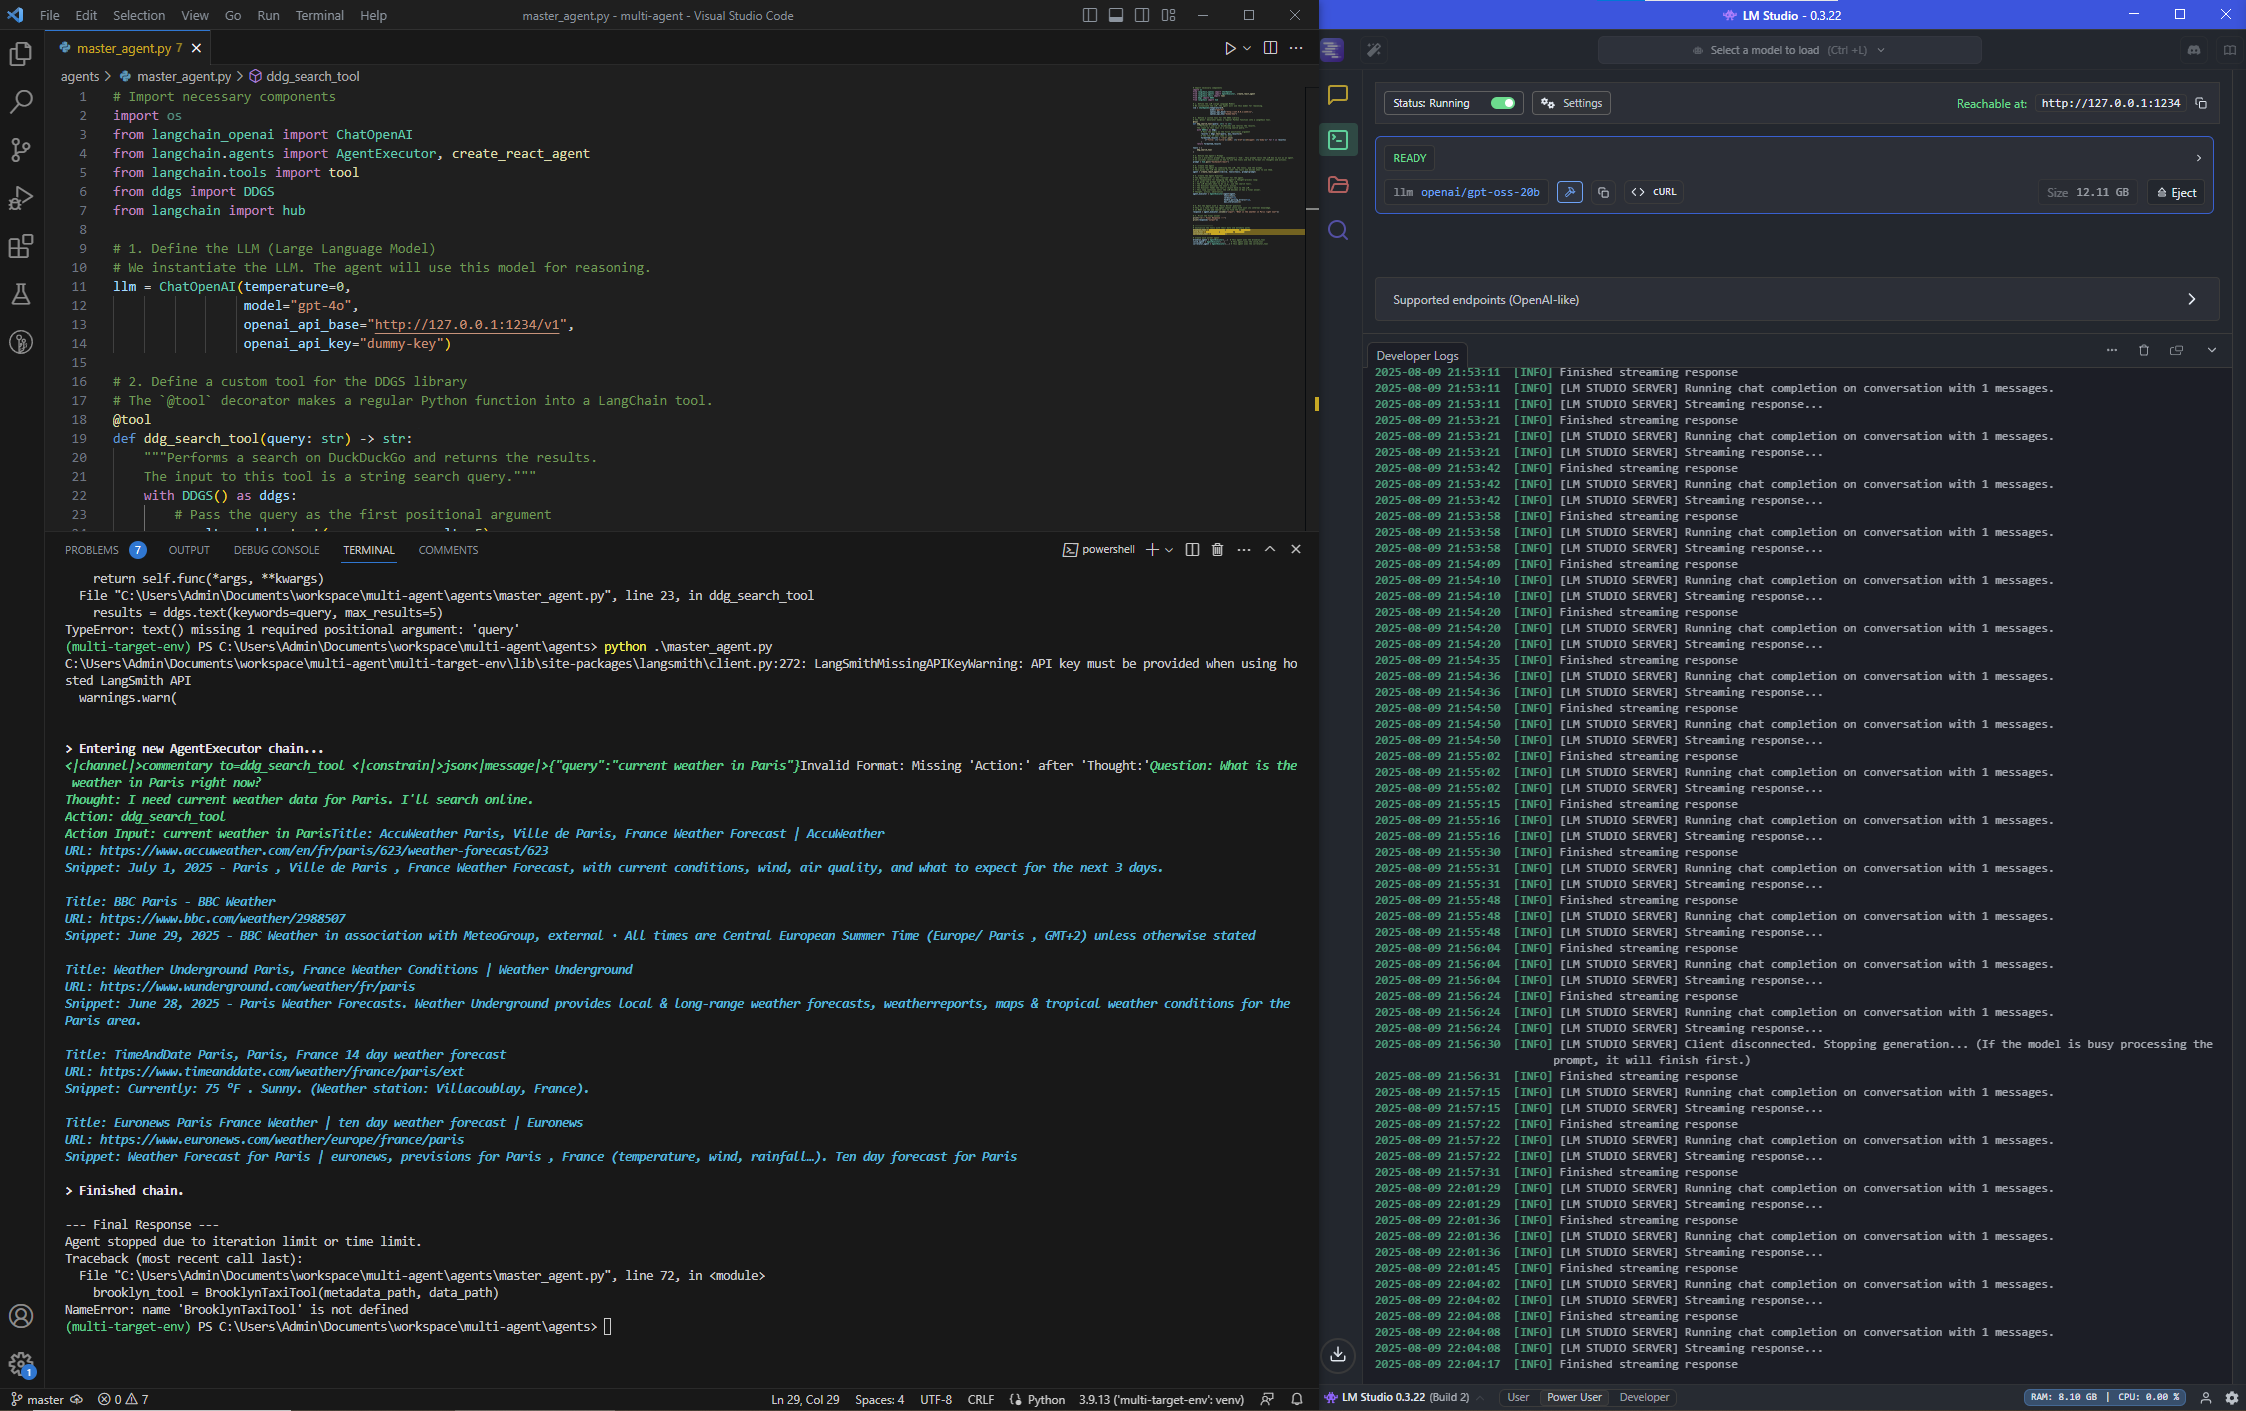 File Edit Selection View Go Run Terminal Help
master_agent.py - multi-agent - Visual Studio Code
master_agent.py 7
agents > master_agent.py > ddg_search_tool
1 # Import necessary components
2 import os
3 from langchain_openai import ChatOpenAI
4 from langchain.agents import AgentExecutor, create_react_agent
5 from langchain.tools import tool
6 from ddgs import DDGS
7 from langchain import hub
8
9 # 1. Define the LLM (Large Language Model)
10 # We instantiate the LLM. The agent will use this model for reasoning.
11 llm = ChatOpenAI(temperature=0,
12 model="gpt-4o",
13 openai_api_base="http://127.0.0.1:1234/v1",
14 openai_api_key="dummy-key")
15
16 # 2. Define a custom tool for the DDGS library
17 # The `@tool` decorator makes a regular Python function into a LangChain tool.
18 @tool
19 def ddg_search_tool(query: str) -> str:
20 """Performs a search on DuckDuckGo and returns the results.
21 The input to this tool is a string search query."""
22 with DDGS() as ddgs:
23 # Pass the query as the first positional argument
PROBLEMS 7 OUTPUT DEBUG CONSOLE TERMINAL COMMENTS
powershell
return self.func(*args, **kwargs)
File "C:\Users\Admin\Documents\workspace\multi-agent\agents\master_agent.py", line 23, in ddg_search_tool
results = ddgs.text(keywords=query, max_results=5)
TypeError: text() missing 1 required positional argument: 'query'
(multi-target-env) PS C:\Users\Admin\Documents\workspace\multi-agent\agents> python .\master_agent.py
C:\Users\Admin\Documents\workspace\multi-agent\multi-target-env\lib\site-packages\langsmith\client.py:272: LangSmithMissingAPIKeyWarning: API key must be provided when using ho
sted LangSmith API
warnings.warn(
> Entering new AgentExecutor chain...
<|channel|>commentary to=ddg_search_tool <|constrain|>json<|message|>{"query":"current weather in Paris"}Invalid Format: Missing 'Action:' after 'Thought:'Question: What is the
weather in Paris right now?
Thought: I need current weather data for Paris. I'll search online.
Action: ddg_search_tool
Action Input: current weather in ParisTitle: AccuWeather Paris, Ville de Paris, France Weather Forecast | AccuWeather
URL: https://www.accuweather.com/en/fr/paris/623/weather-forecast/623
Snippet: July 1, 2025 - Paris , Ville de Paris , France Weather Forecast, with current conditions, wind, air quality, and what to expect for the next 3 days.
Title: BBC Paris - BBC Weather
URL: https://www.bbc.com/weather/2988507
Snippet: June 29, 2025 - BBC Weather in association with MeteoGroup, external · All times are Central European Summer Time (Europe/ Paris , GMT+2) unless otherwise stated
Title: Weather Underground Paris, France Weather Conditions | Weather Underground
URL: https://www.wunderground.com/weather/fr/paris
Snippet: June 28, 2025 - Paris Weather Forecasts. Weather Underground provides local & long-range weather forecasts, weatherreports, maps & tropical weather conditions for the
Paris area.
Title: TimeAndDate Paris, Paris, France 14 day weather forecast
URL: https://www.timeanddate.com/weather/france/paris/ext
Snippet: Currently: 75 °F . Sunny. (Weather station: Villacoublay, France).
Title: Euronews Paris France Weather | ten day weather forecast | Euronews
URL: https://www.euronews.com/weather/europe/france/paris
Snippet: Weather Forecast for Paris | euronews, previsions for Paris , France (temperature, wind, rainfall…). Ten day forecast for Paris
> Finished chain.
--- Final Response ---
Agent stopped due to iteration limit or time limit.
Traceback (most recent call last):
File "C:\Users\Admin\Documents\workspace\multi-agent\agents\master_agent.py", line 72, in <module>
brooklyn_tool = BrooklynTaxiTool(metadata_path, data_path)
NameError: name 'BrooklynTaxiTool' is not defined
(multi-target-env) PS C:\Users\Admin\Documents\workspace\multi-agent\agents>
1
master 0 7 Ln 29, Col 29 Spaces: 4 UTF-8 CRLF Python 3.9.13 ('multi-target-env': venv)
LM Studio - 0.3.22
Select a model to load (Ctrl +L)
Status: Running Settings Reachable at: http://127.0.0.1:1234
READY
llm openai/gpt-oss-20b cURL Size 12.11 GB Eject
Supported endpoints (OpenAI-like)
Developer Logs
2025-08-09 21:53:11 [INFO] Finished streaming response
2025-08-09 21:53:11 [INFO] [LM STUDIO SERVER] Running chat completion on conversation with 1 messages.
2025-08-09 21:53:11 [INFO] [LM STUDIO SERVER] Streaming response...
2025-08-09 21:53:21 [INFO] Finished streaming response
2025-08-09 21:53:21 [INFO] [LM STUDIO SERVER] Running chat completion on conversation with 1 messages.
2025-08-09 21:53:21 [INFO] [LM STUDIO SERVER] Streaming response...
2025-08-09 21:53:42 [INFO] Finished streaming response
2025-08-09 21:53:42 [INFO] [LM STUDIO SERVER] Running chat completion on conversation with 1 messages.
2025-08-09 21:53:42 [INFO] [LM STUDIO SERVER] Streaming response...
2025-08-09 21:53:58 [INFO] Finished streaming response
2025-08-09 21:53:58 [INFO] [LM STUDIO SERVER] Running chat completion on conversation with 1 messages.
2025-08-09 21:53:58 [INFO] [LM STUDIO SERVER] Streaming response...
2025-08-09 21:54:09 [INFO] Finished streaming response
2025-08-09 21:54:10 [INFO] [LM STUDIO SERVER] Running chat completion on conversation with 1 messages.
2025-08-09 21:54:10 [INFO] [LM STUDIO SERVER] Streaming response...
2025-08-09 21:54:20 [INFO] Finished streaming response
2025-08-09 21:54:20 [INFO] [LM STUDIO SERVER] Running chat completion on conversation with 1 messages.
2025-08-09 21:54:20 [INFO] [LM STUDIO SERVER] Streaming response...
2025-08-09 21:54:35 [INFO] Finished streaming response
2025-08-09 21:54:36 [INFO] [LM STUDIO SERVER] Running chat completion on conversation with 1 messages.
2025-08-09 21:54:36 [INFO] [LM STUDIO SERVER] Streaming response...
2025-08-09 21:54:50 [INFO] Finished streaming response
2025-08-09 21:54:50 [INFO] [LM STUDIO SERVER] Running chat completion on conversation with 1 messages.
2025-08-09 21:54:50 [INFO] [LM STUDIO SERVER] Streaming response...
2025-08-09 21:55:02 [INFO] Finished streaming response
2025-08-09 21:55:02 [INFO] [LM STUDIO SERVER] Running chat completion on conversation with 1 messages.
2025-08-09 21:55:02 [INFO] [LM STUDIO SERVER] Streaming response...
2025-08-09 21:55:15 [INFO] Finished streaming response
2025-08-09 21:55:16 [INFO] [LM STUDIO SERVER] Running chat completion on conversation with 1 messages.
2025-08-09 21:55:16 [INFO] [LM STUDIO SERVER] Streaming response...
2025-08-09 21:55:30 [INFO] Finished streaming response
2025-08-09 21:55:31 [INFO] [LM STUDIO SERVER] Running chat completion on conversation with 1 messages.
2025-08-09 21:55:31 [INFO] [LM STUDIO SERVER] Streaming response...
2025-08-09 21:55:48 [INFO] Finished streaming response
2025-08-09 21:55:48 [INFO] [LM STUDIO SERVER] Running chat completion on conversation with 1 messages.
2025-08-09 21:55:48 [INFO] [LM STUDIO SERVER] Streaming response...
2025-08-09 21:56:04 [INFO] Finished streaming response
2025-08-09 21:56:04 [INFO] [LM STUDIO SERVER] Running chat completion on conversation with 1 messages.
2025-08-09 21:56:04 [INFO] [LM STUDIO SERVER] Streaming response...
2025-08-09 21:56:24 [INFO] Finished streaming response
2025-08-09 21:56:24 [INFO] [LM STUDIO SERVER] Running chat completion on conversation with 1 messages.
2025-08-09 21:56:24 [INFO] [LM STUDIO SERVER] Streaming response...
2025-08-09 21:56:30 [INFO] [LM STUDIO SERVER] Client disconnected. Stopping generation... (If the model is busy processing the
prompt, it will finish first.)
2025-08-09 21:56:31 [INFO] Finished streaming response
2025-08-09 21:57:15 [INFO] [LM STUDIO SERVER] Running chat completion on conversation with 1 messages.
2025-08-09 21:57:15 [INFO] [LM STUDIO SERVER] Streaming response...
2025-08-09 21:57:22 [INFO] Finished streaming response
2025-08-09 21:57:22 [INFO] [LM STUDIO SERVER] Running chat completion on conversation with 1 messages.
2025-08-09 21:57:22 [INFO] [LM STUDIO SERVER] Streaming response...
2025-08-09 21:57:31 [INFO] Finished streaming response
2025-08-09 22:01:29 [INFO] [LM STUDIO SERVER] Running chat completion on conversation with 1 messages.
2025-08-09 22:01:29 [INFO] [LM STUDIO SERVER] Streaming response...
2025-08-09 22:01:36 [INFO] Finished streaming response
2025-08-09 22:01:36 [INFO] [LM STUDIO SERVER] Running chat completion on conversation with 1 messages.
2025-08-09 22:01:36 [INFO] [LM STUDIO SERVER] Streaming response...
2025-08-09 22:01:45 [INFO] Finished streaming response
2025-08-09 22:04:02 [INFO] [LM STUDIO SERVER] Running chat completion on conversation with 1 messages.
2025-08-09 22:04:02 [INFO] [LM STUDIO SERVER] Streaming response...
2025-08-09 22:04:08 [INFO] Finished streaming response
2025-08-09 22:04:08 [INFO] [LM STUDIO SERVER] Running chat completion on conversation with 1 messages.
2025-08-09 22:04:08 [INFO] [LM STUDIO SERVER] Streaming response...
2025-08-09 22:04:17 [INFO] Finished streaming response
LM Studio 0.3.22 (Build 2) User Power User Developer RAM: 8.10 GB | CPU: 0.00 %